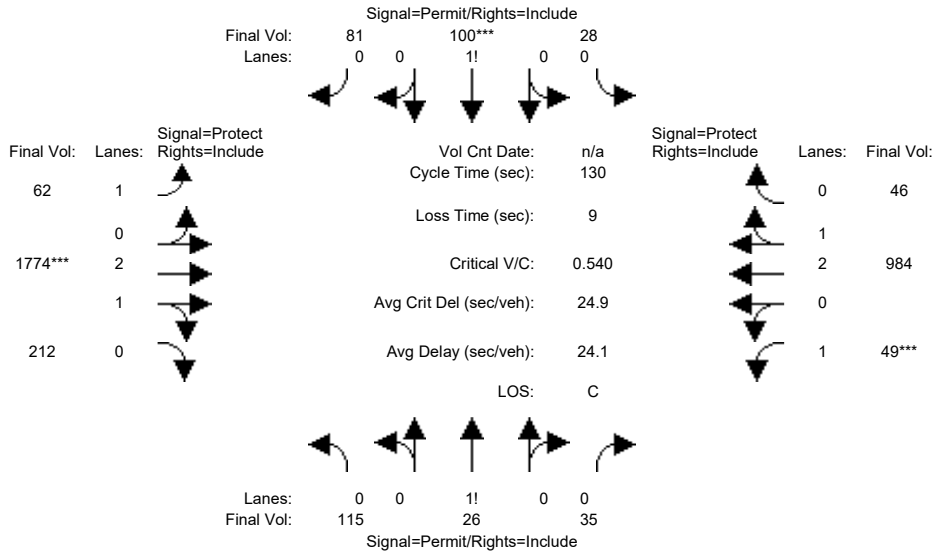 Signal=Permit/Rights=Include
Final Vol: 81 100*** 28
Lanes: 0 0 1! 0 0
Signal=Protect Signal=Protect
Final Vol: Lanes: Rights=Include Vol Cnt Date: n/a Rights=Include Lanes: Final Vol:
Cycle Time (sec): 130
62 1 0 46
Loss Time (sec): 9
0 1
1774*** 2 Critical V/C: 0.540 2 984
1 Avg Crit Del (sec/veh): 24.9 0
212 0 Avg Delay (sec/veh): 24.1 1 49***
LOS: C
Lanes: 0 0 1! 0 0
Final Vol: 115 26 35
Signal=Permit/Rights=Include